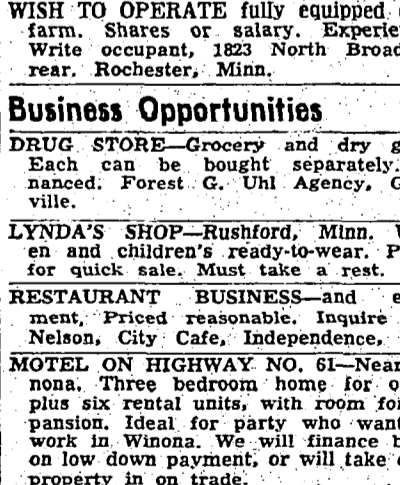 WISH TO OPERATE fully equipped
farm. Shares or salary. Experie
Write occupant, 1823 North Broad
rear. Rochester, Minn.
Business Opportunities
DRUG STORE—Grocery and dry g
Each can be bought separately.
nanced. Forest G. Uhl Agency, G
ville.
LYNDA'S SHOP—Rushford, Minn. W
en and children's ready-to-wear. P
for quick sale. Must take a rest.
RESTAURANT BUSINESS—and e
ment, Priced reasonable. Inquire
Nelson, City Cafe, Independence,
MOTEL ON HIGHWAY NO. 61—Near
nona. Three bedroom home for o
plus six rental units, with room for
pansion. Ideal for party who want
work in Winona. We will finance b
on low down payment, or will take
property in on trade.